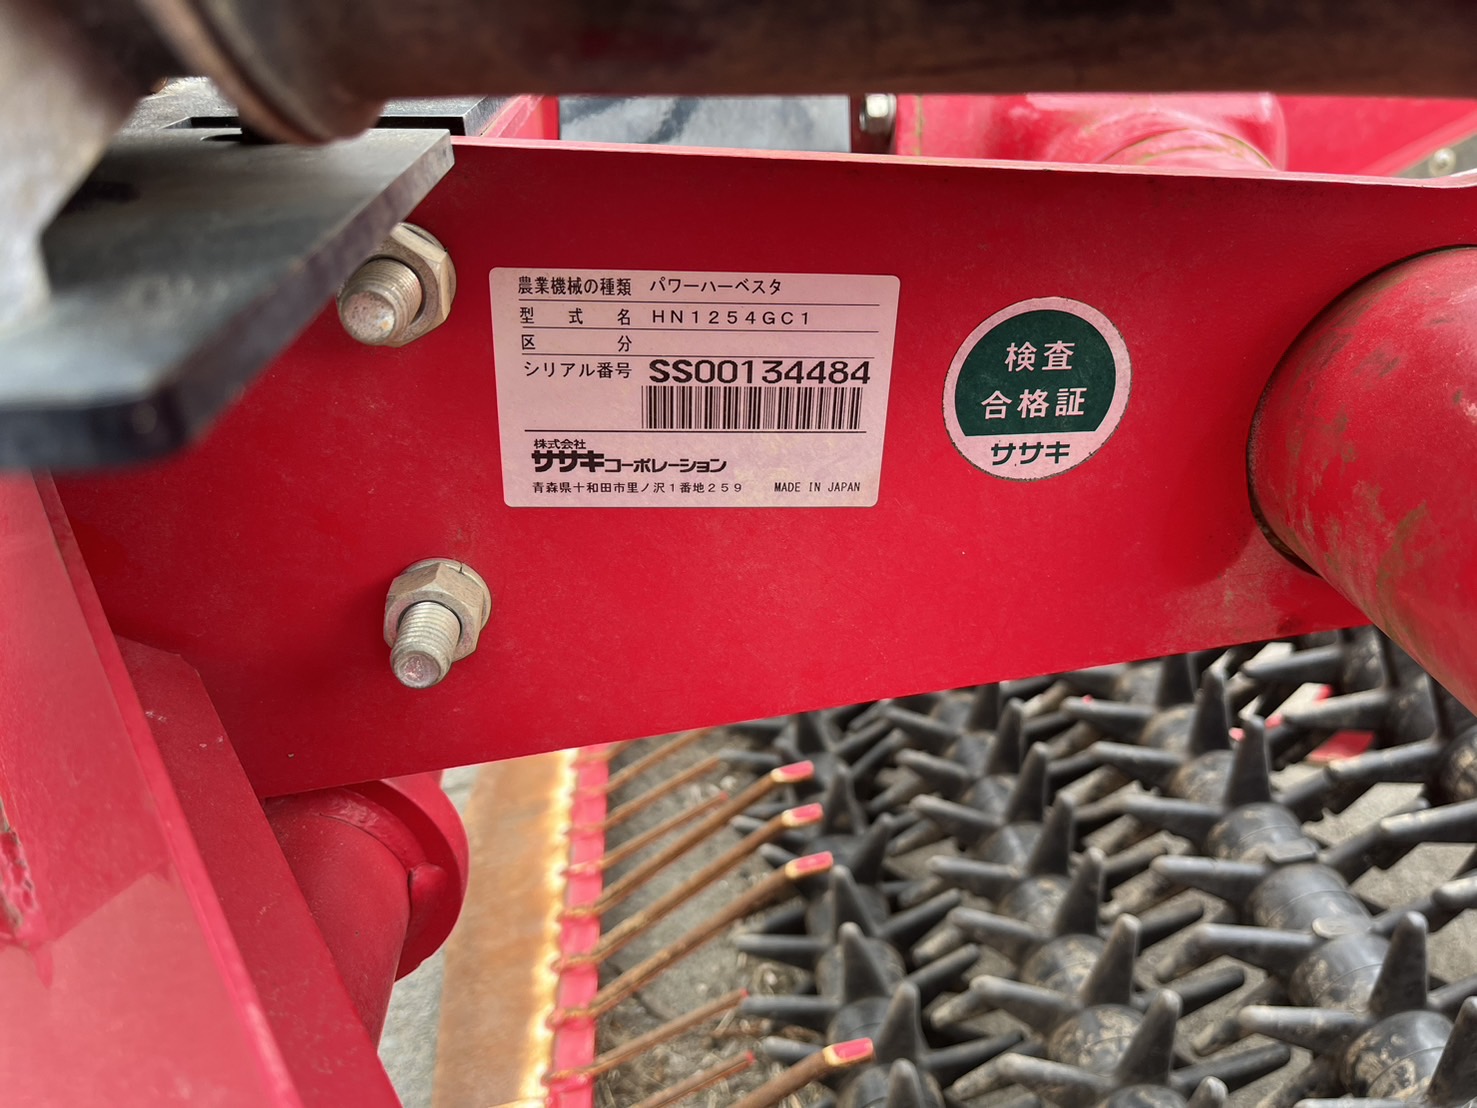 農業機械の種類 パワーハーベスタ
型 式 名 HN1254GC1
区 分
シリアル番号 SS00134484
株式会社
ササキコーポレーション
青森県十和田市里ノ沢1番地259 MADE IN JAPAN
検査
合格証
ササキ